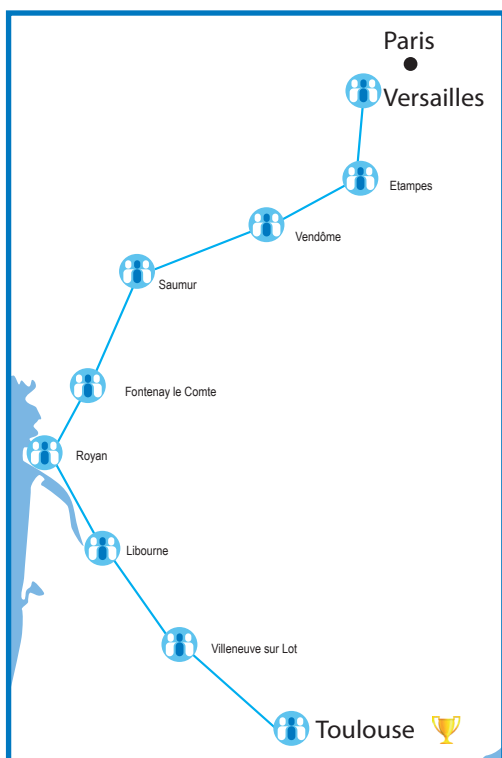 Paris
Versailles
Etampes
Vendôme
Saumur
Fontenay le Comte
Royan
Libourne
Villeneuve sur Lot
Toulouse